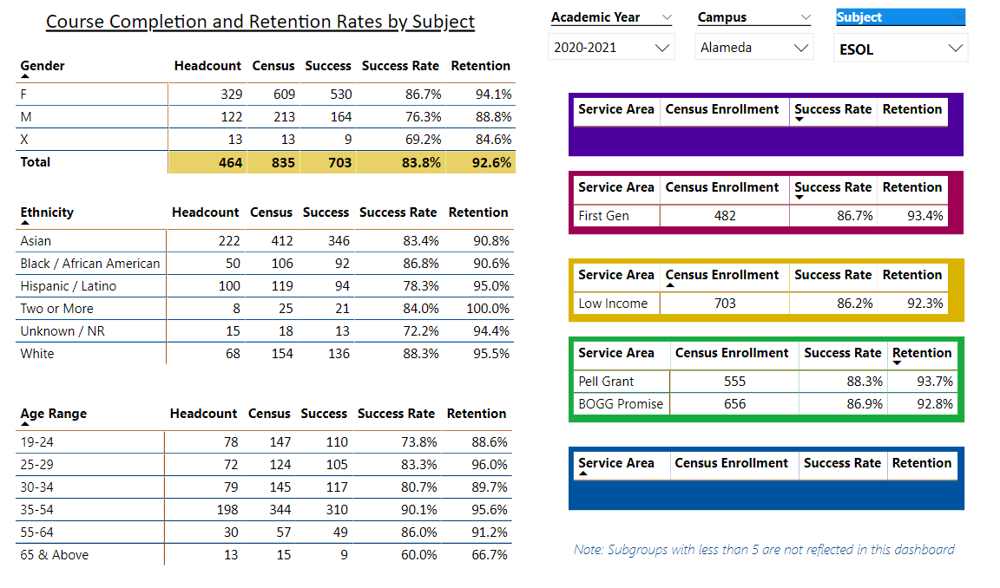 Course Completion and Retention Rates by Subject
Academic Year
2020-2021
Campus
Alameda
Subject
ESOL
Gender Headcount Census Success Success Rate Retention
F 329 609 530 86.7% 94.1%
M 122 213 164 76.3% 88.8%
X 13 13 9 69.2% 84.6%
Total 464 835 703 83.8% 92.6%
Ethnicity Headcount Census Success Success Rate Retention
Asian 222 412 346 83.4% 90.8%
Black / African American 50 106 92 86.8% 90.6%
Hispanic / Latino 100 119 94 78.3% 95.0%
Two or More 8 25 21 84.0% 100.0%
Unknown / NR 15 18 13 72.2% 94.4%
White 68 154 136 88.3% 95.5%
Age Range Headcount Census Success Success Rate Retention
19-24 78 147 110 73.8% 88.6%
25-29 72 124 105 83.3% 96.0%
30-34 79 145 117 80.7% 89.7%
35-54 198 344 310 90.1% 95.6%
55-64 30 57 49 86.0% 91.2%
65 & Above 13 15 9 60.0% 66.7%
Service Area Census Enrollment Success Rate Retention
Service Area Census Enrollment Success Rate Retention
First Gen 482 86.7% 93.4%
Service Area Census Enrollment Success Rate Retention
Low Income 703 86.2% 92.3%
Service Area Census Enrollment Success Rate Retention
Pell Grant 555 88.3% 93.7%
BOGG Promise 656 86.9% 92.8%
Service Area Census Enrollment Success Rate Retention
Note: Subgroups with less than 5 are not reflected in this dashboard